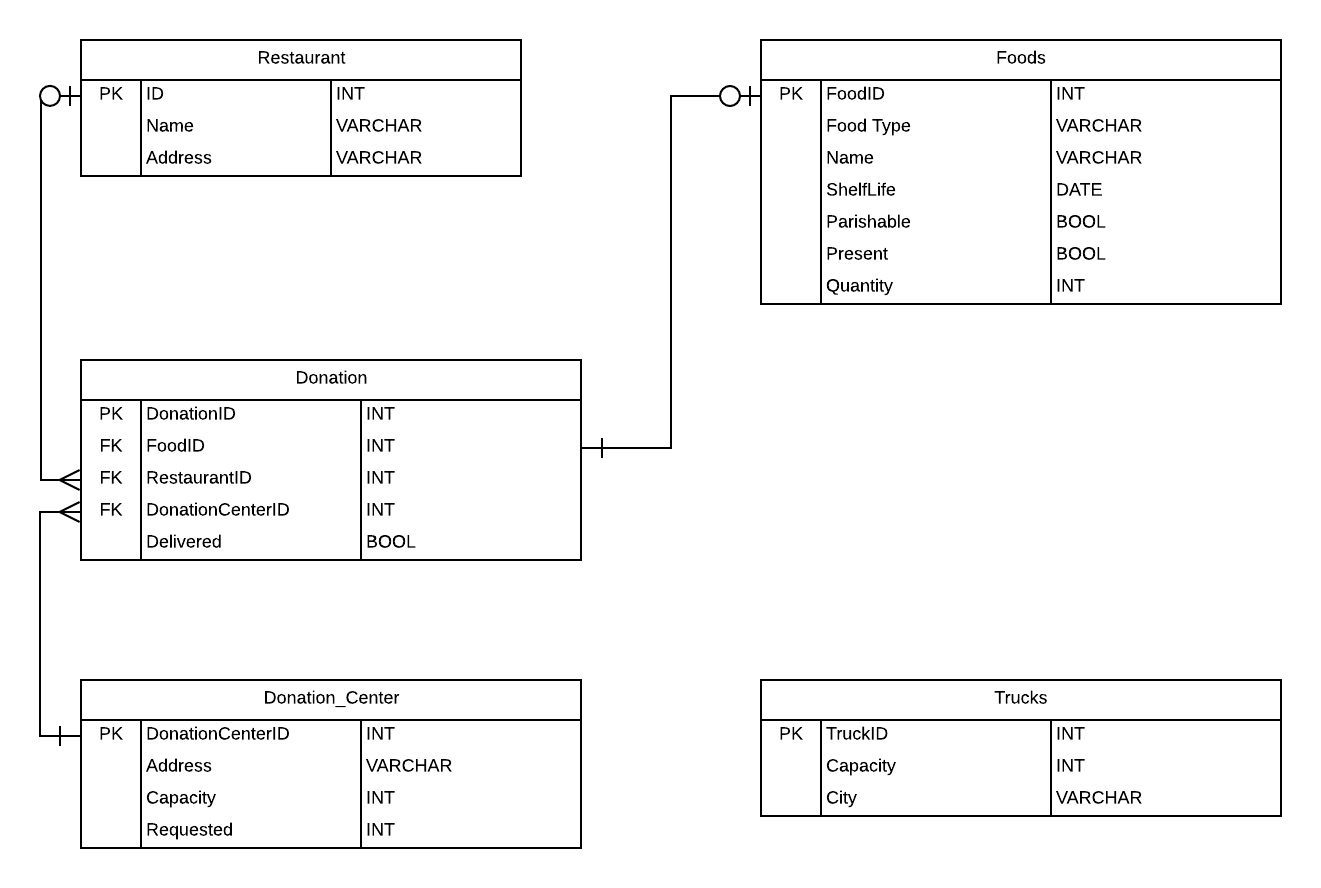 Restaurant
PK ID INT
Name VARCHAR
Address VARCHAR
Foods
PK FoodID INT
Food Type VARCHAR
Name VARCHAR
ShelfLife DATE
Parishable BOOL
Present BOOL
Quantity INT
Donation
PK DonationID INT
FK FoodID INT
FK RestaurantID INT
FK DonationCenterID INT
Delivered BOOL
Donation_Center
PK DonationCenterID INT
Address VARCHAR
Capacity INT
Requested INT
Trucks
PK TruckID INT
Capacity INT
City VARCHAR